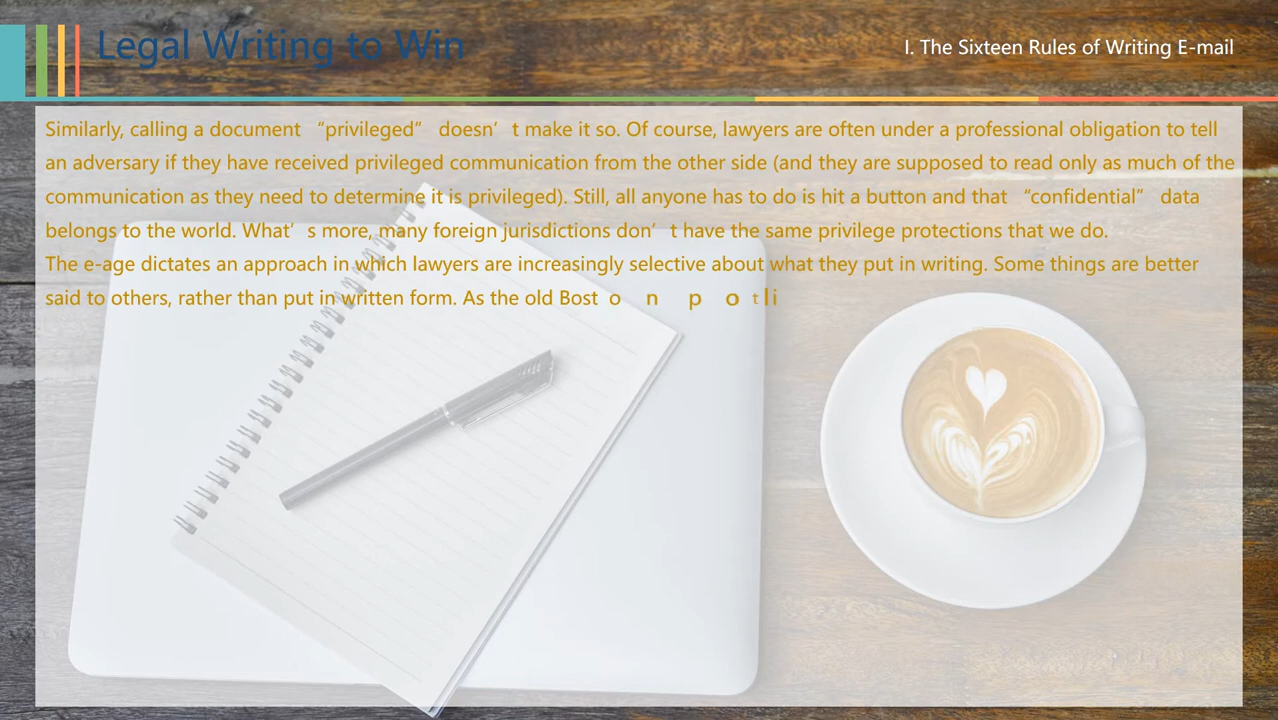 Legal Writing to Win
I. The Sixteen Rules of Writing E-mail
Similarly, calling a document “privileged” doesn’t make it so. Of course, lawyers are often under a professional obligation to tell
an adversary if they have received privileged communication from the other side (and they are supposed to read only as much of the
communication as they need to determine it is privileged). Still, all anyone has to do is hit a button and that “confidential” data
belongs to the world. What’s more, many foreign jurisdictions don’t have the same privilege protections that we do.
The e-age dictates an approach in which lawyers are increasingly selective about what they put in writing. Some things are better
said to others, rather than put in written form. As the old Boston